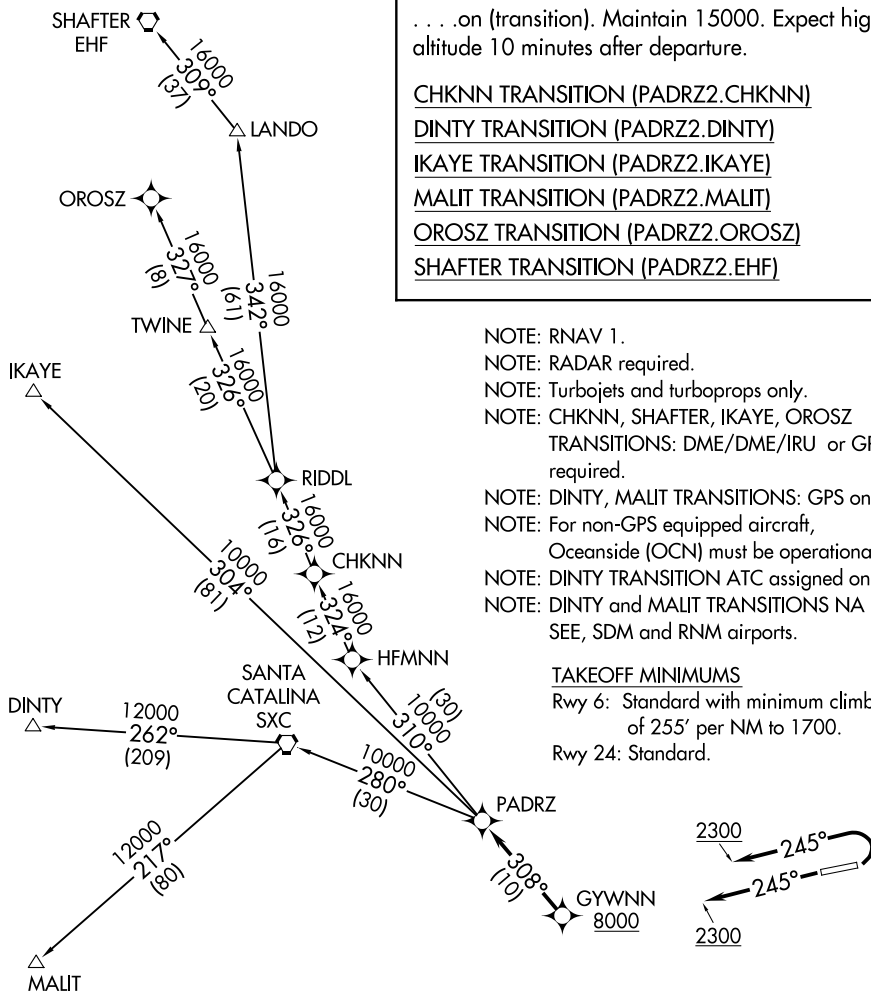 . . . .on (transition). Maintain 15000. Expect
altitude 10 minutes after departure.
CHKNN TRANSITION (PADRZ2.CHKNN)
DINTY TRANSITION (PADRZ2.DINTY)
IKAYE TRANSITION (PADRZ2.IKAYE)
MALIT TRANSITION (PADRZ2.MALIT)
OROSZ TRANSITION (PADRZ2.OROSZ)
SHAFTER TRANSITION (PADRZ2.EHF)
SHAFTER
EHF
16000
309°
(37)
LANDO
OROSZ
16000
327°
(8)
16000
342°
(61)
TWINE
16000
326°
(20)
IKAYE
RIDDL
16000
326°
(16)
CHKNN
16000
324°
(12)
HFMNN
10000
304°
(81)
(30)
10000
310°
SANTA
CATALINA
SXC
DINTY
12000
262°
(209)
10000
280°
(30)
PADRZ
12000
217°
(80)
308°
(10)
GYWNN
8000
MALIT
NOTE: RNAV 1.
NOTE: RADAR required.
NOTE: Turbojets and turboprops only.
NOTE: CHKNN, SHAFTER, IKAYE, OROSZ
TRANSITIONS: DME/DME/IRU or
required.
NOTE: DINTY, MALIT TRANSITIONS: GPS
NOTE: For non-GPS equipped aircraft,
Oceanside (OCN) must be
NOTE: DINTY TRANSITION ATC assigned
NOTE: DINTY and MALIT TRANSITIONS NA
SEE, SDM and RNM airports.
TAKEOFF MINIMUMS
Rwy 6: Standard with minimum climb
of 255' per NM to 1700.
Rwy 24: Standard.
2300
245°
245°
2300